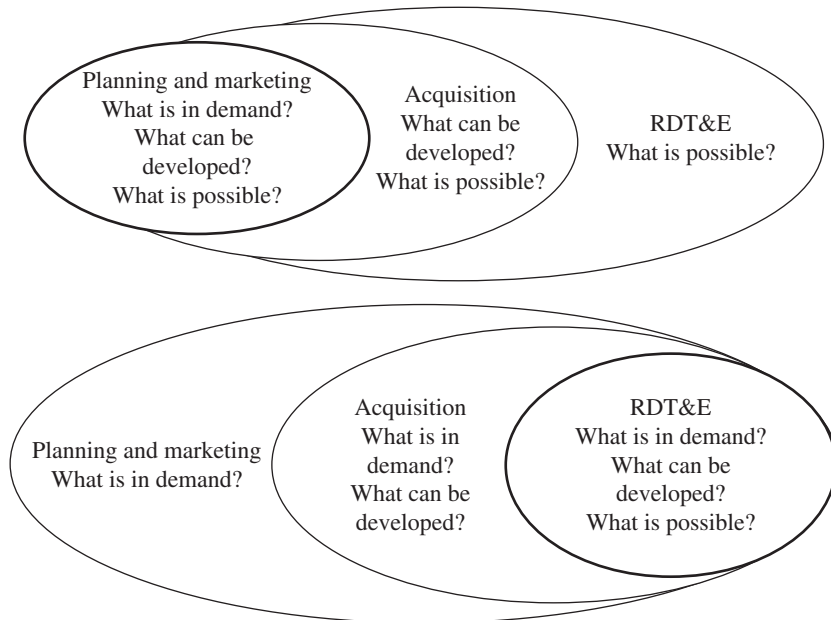 Planning and marketing
What is in demand?
What can be
developed?
What is possible?
Acquisition
What can be
developed?
What is possible?
RDT&E
What is possible?
Planning and marketing
What is in demand?
Acquisition
What is in
demand?
What can be
developed?
RDT&E
What is in demand?
What can be
developed?
What is possible?